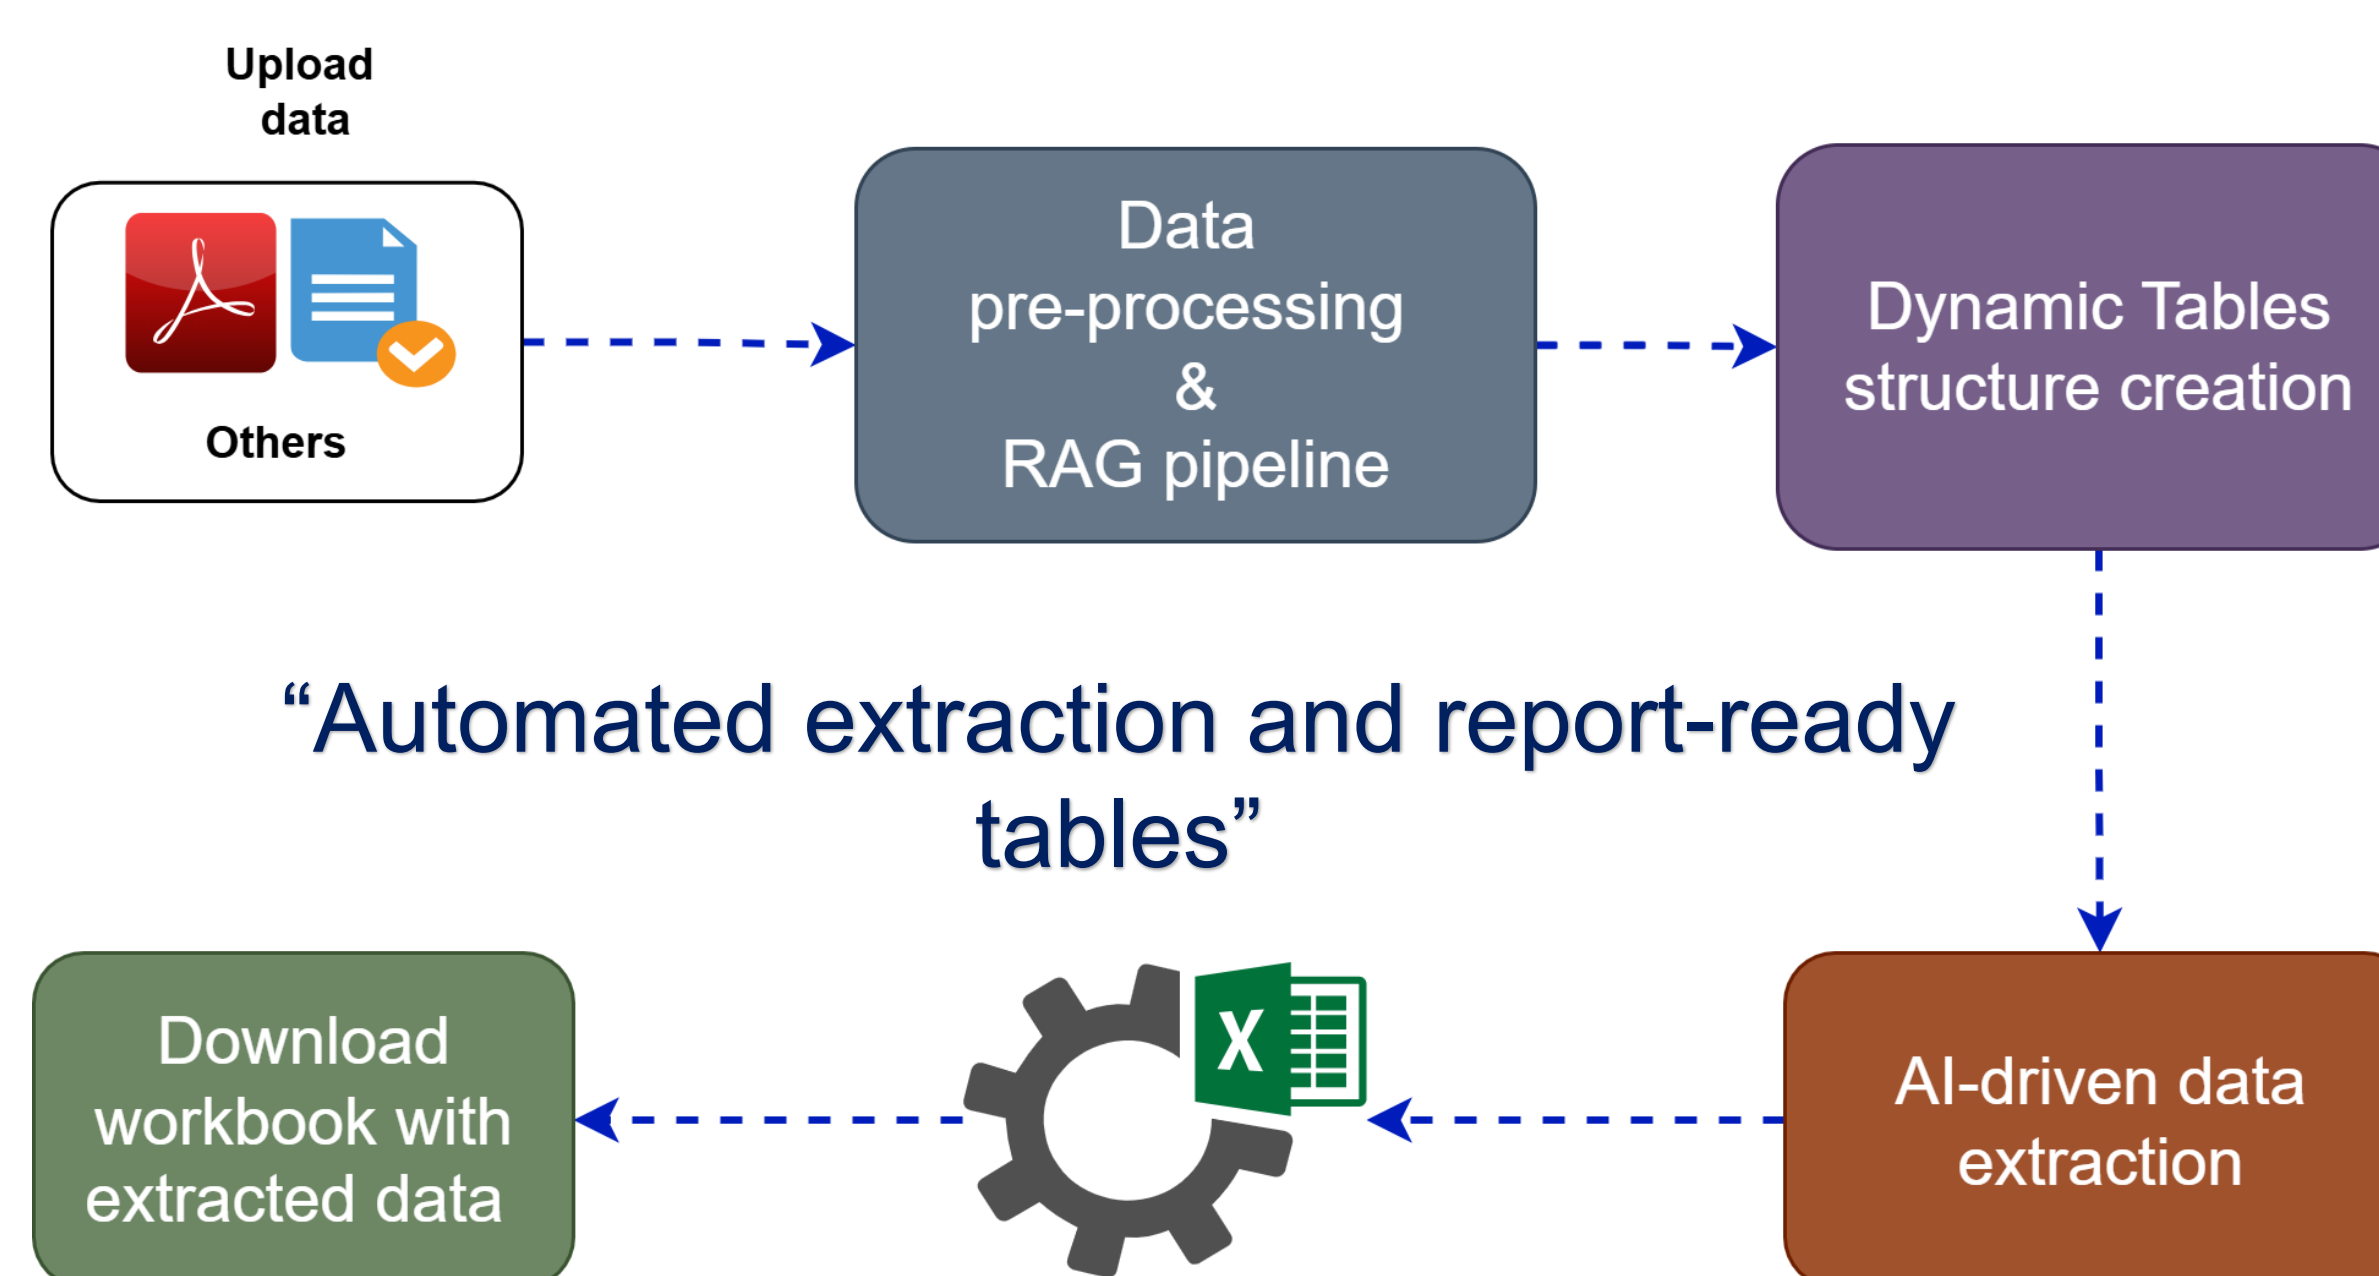 Upload
data
Others
Data
pre-processing
&
RAG pipeline
Dynamic Tables
structure creation
“Automated extraction and report-ready
tables”
Download
workbook with
extracted data
X
AI-driven data
extraction